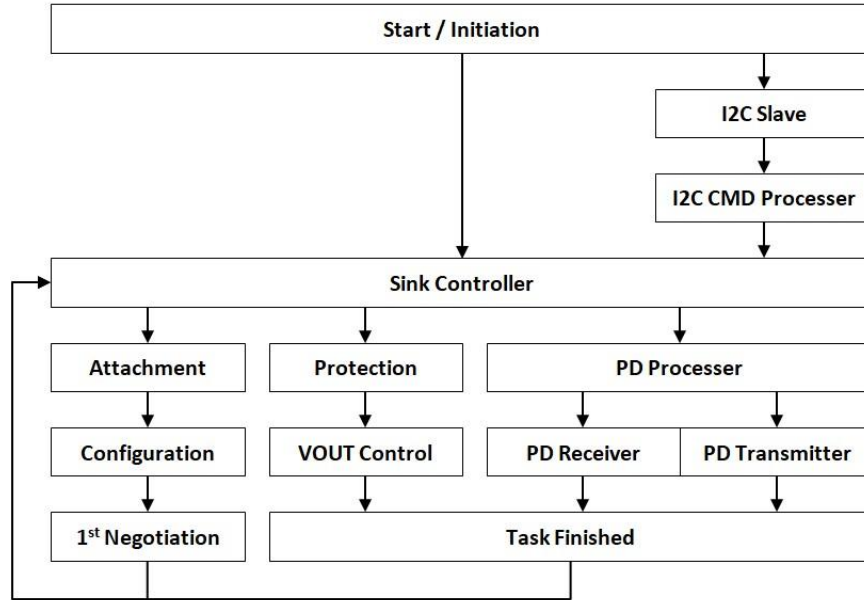 Start / Initiation
I2C Slave
I2C CMD Processer
Sink Controller
Attachment
Protection
PD Processer
Configuration
VOUT Control
PD Receiver
PD Transmitter
1st Negotiation
Task Finished